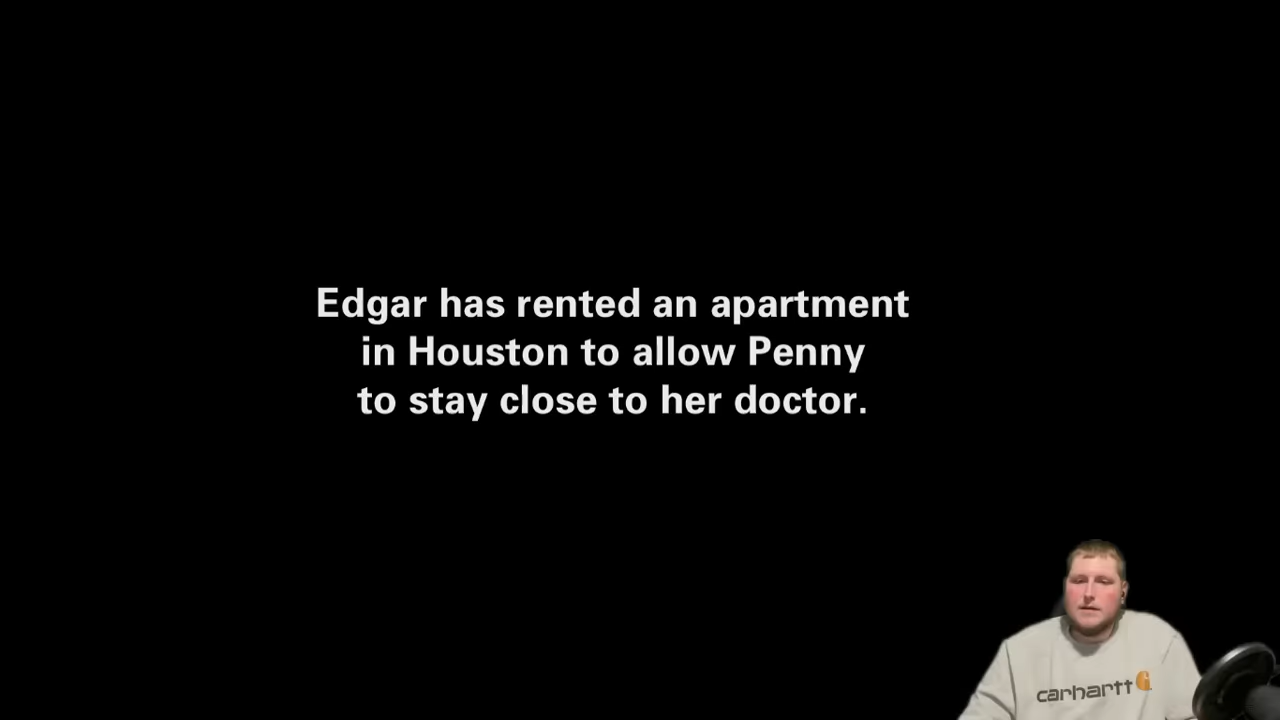 Edgar has rented an apartment
in Houston to allow Penny
to stay close to her doctor.
carhartt